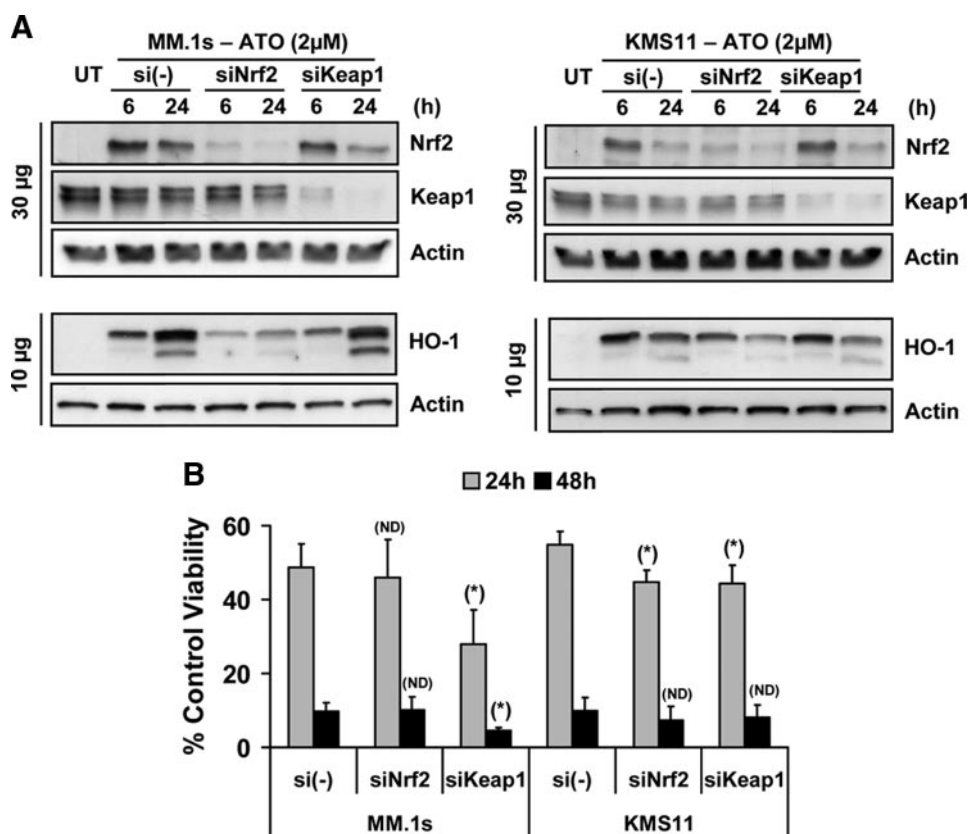 A
MM.1s – ATO (2µM)
UT si(-) siNrf2 siKeap1
6 24 6 24 6 24 (h)
30 µg
Nrf2
Keap1
Actin
10 µg
HO-1
Actin
KMS11 – ATO (2µM)
UT si(-) siNrf2 siKeap1
6 24 6 24 6 24 (h)
30 µg
Nrf2
Keap1
Actin
10 µg
HO-1
Actin
B
24h 48h
% Control Viability
60
40
20
0
(ND)
(ND)
(*)
(*)
(*)
(ND)
(*)
(ND)
si(-) siNrf2 siKeap1 si(-) siNrf2 siKeap1
MM.1s KMS11